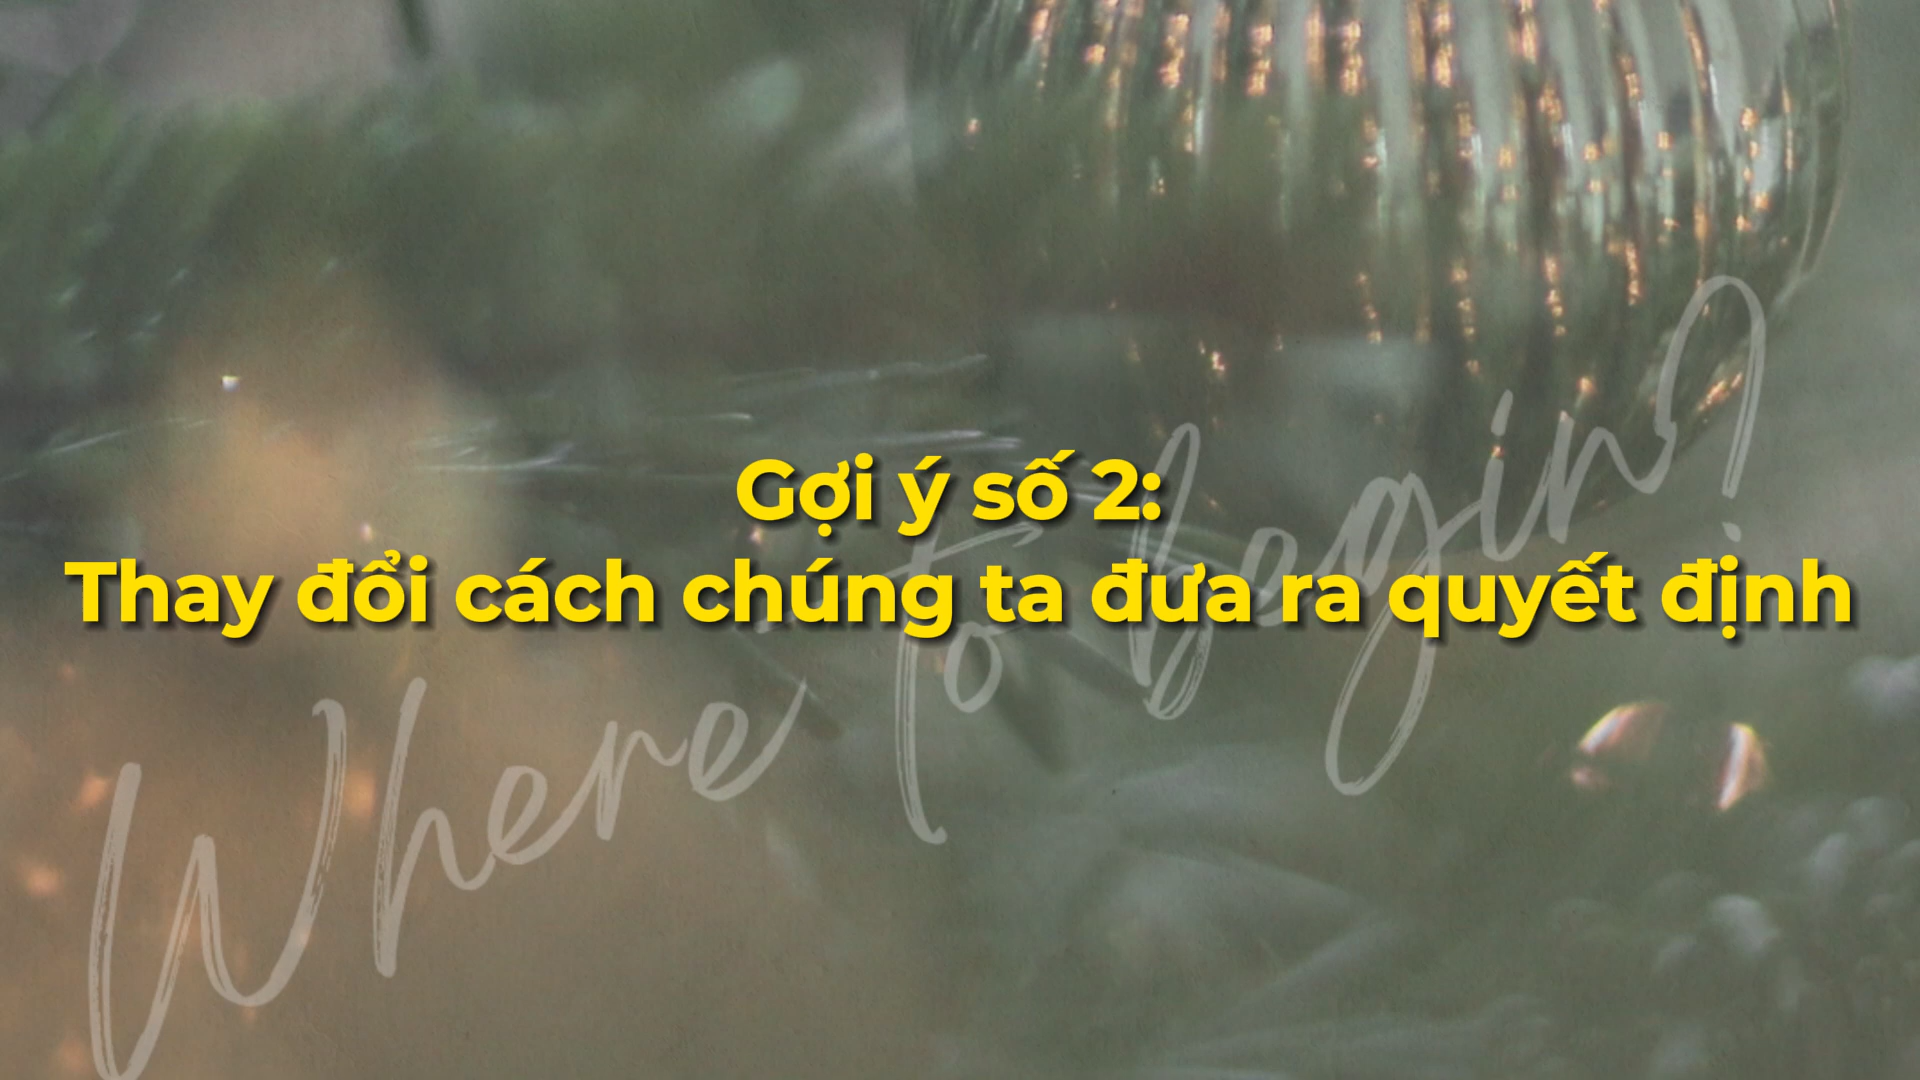 Gợi ý số 2:
Thay đổi cách chúng ta đưa ra quyết định
Where to begin?